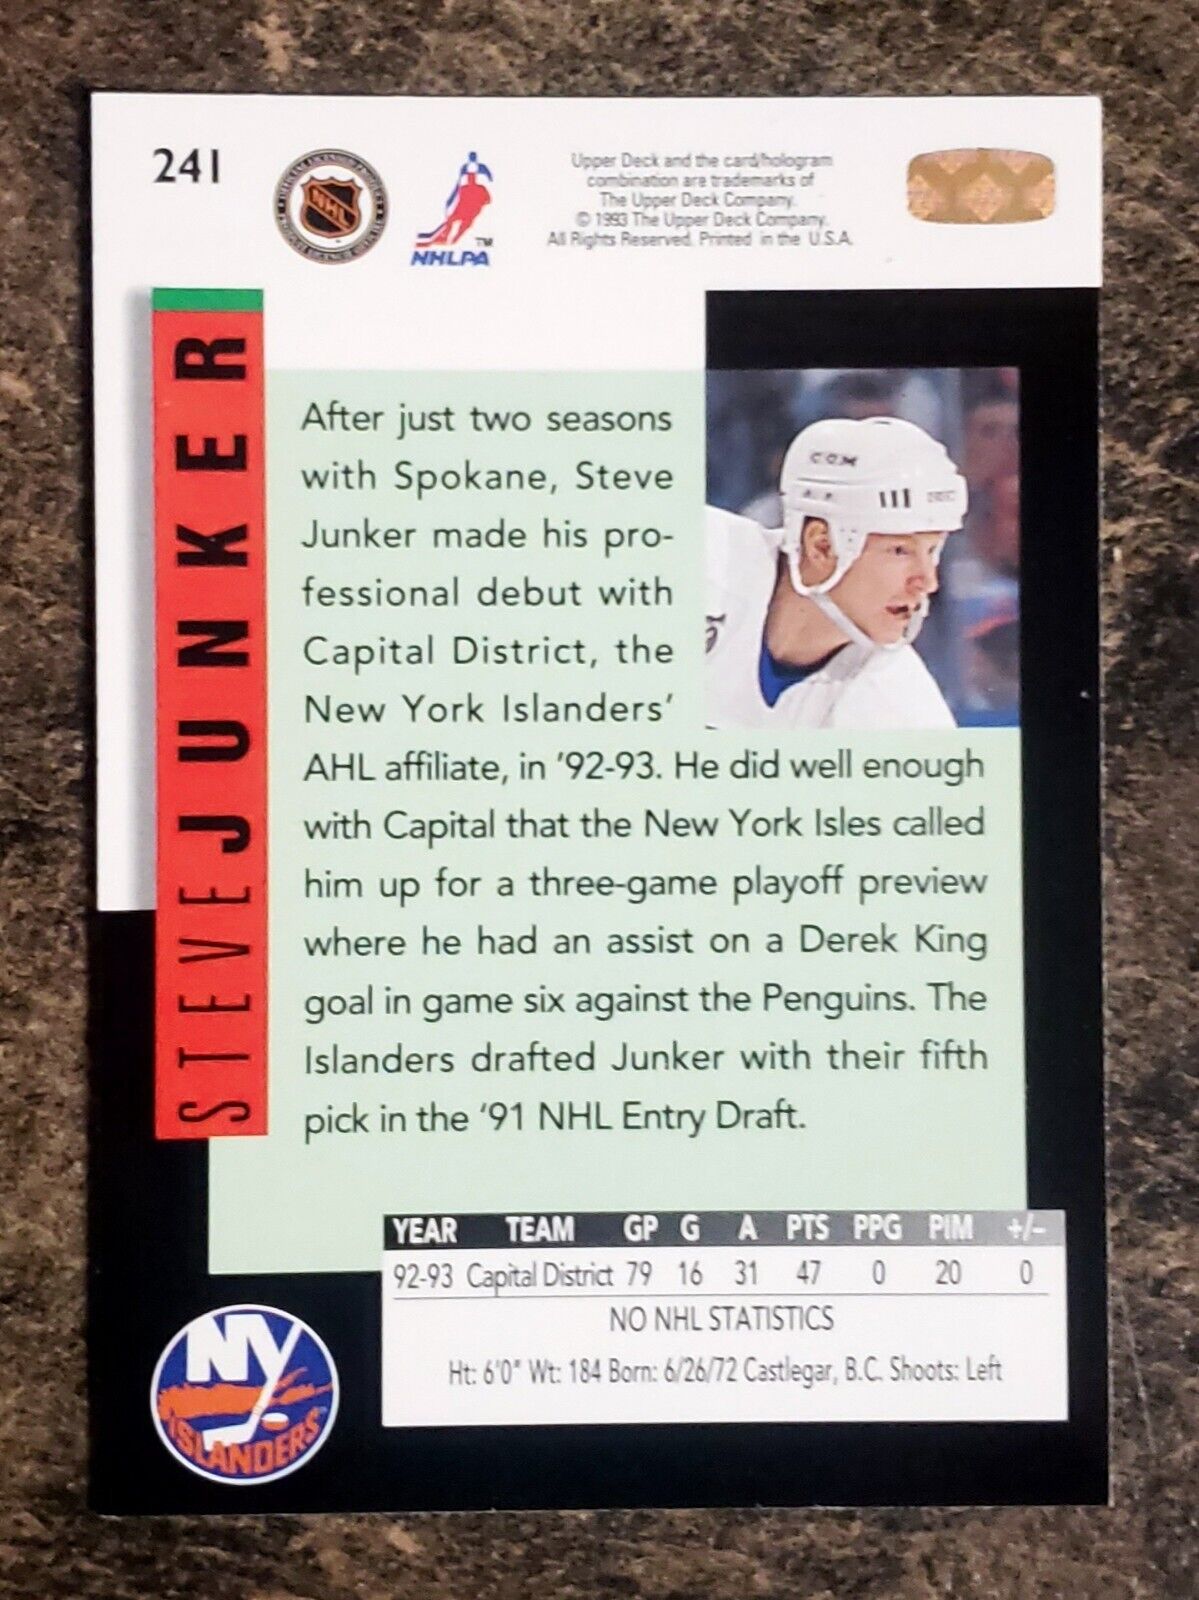 241
NHL
NHLPA
TM
Upper Deck and the card/hologram
combination are trademarks of
The Upper Deck Company.
© 1993 The Upper Deck Company.
All Rights Reserved. Printed in the U.S.A.
STEVE JUNKER
After just two seasons
with Spokane, Steve
Junker made his pro-
fessional debut with
Capital District, the
New York Islanders'
AHL affiliate, in '92-93. He did well enough
with Capital that the New York Isles called
him up for a three-game playoff preview
where he had an assist on a Derek King
goal in game six against the Penguins. The
Islanders drafted Junker with their fifth
pick in the '91 NHL Entry Draft.
CCM
YEAR TEAM GP G A PTS PPG PIM +/-
92-93 Capital District 79 16 31 47 0 20 0
NO NHL STATISTICS
Ht: 6'0" Wt: 184 Born: 6/26/72 Castlegar, B.C. Shoots: Left
NY
ISLANDERS